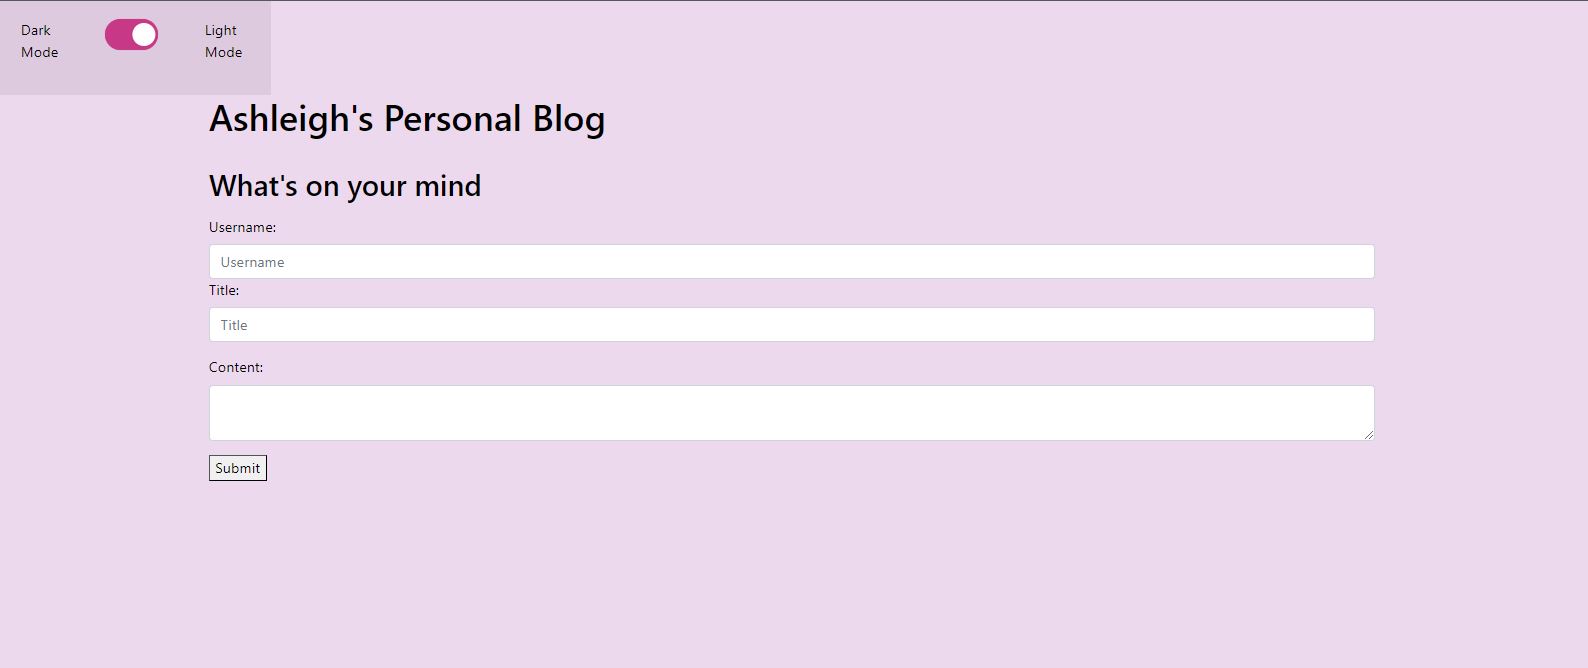 Dark
Mode
Light
Mode
Ashleigh's Personal Blog
What's on your mind
Username:
Username
Title:
Title
Content:
Submit